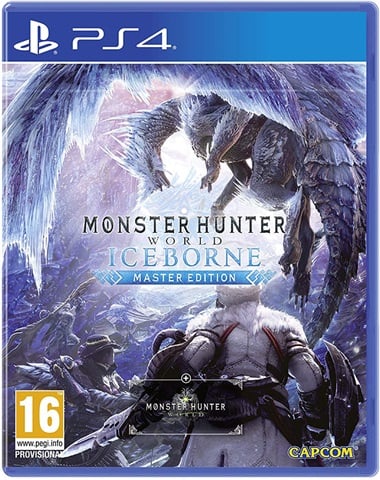 PS4
MONSTER HUNTER
WORLD
ICEBORNE
MASTER EDITION
+
MONSTER HUNTER
WORLD
16
www.pegi.info
PROVISIONAL
CAPCOM